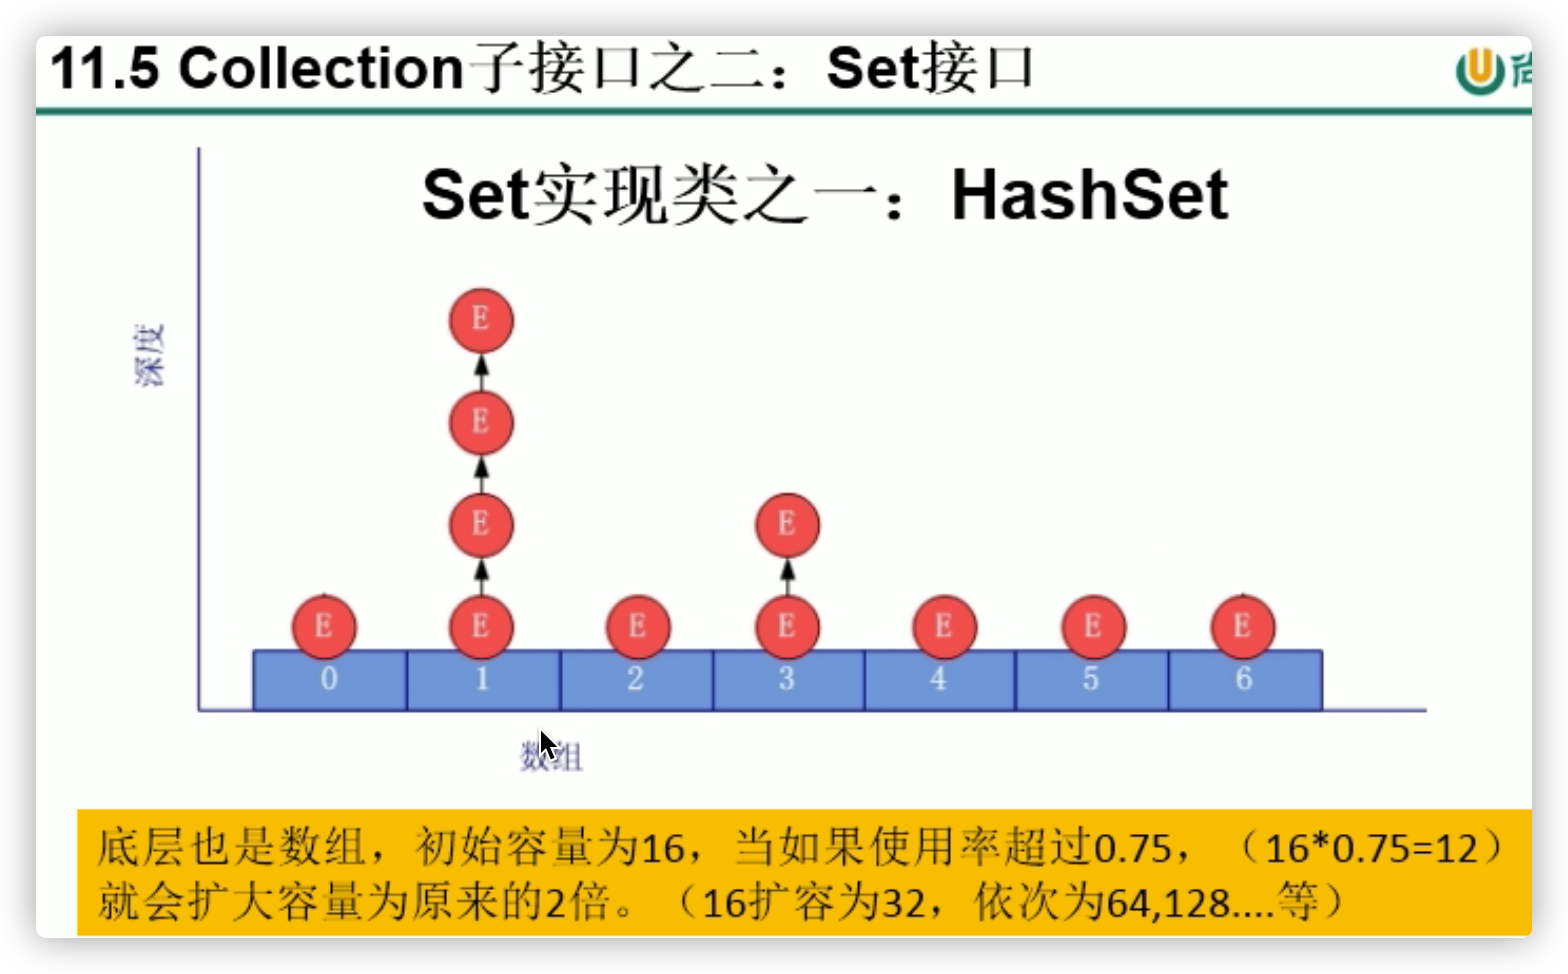 11.5 Collection子接口之二：Set接口
Set实现类之一：HashSet
深度
E
E
E
E E
E E E E E E E
0 1 2 3 4 5 6
数组
底层也是数组，初始容量为16，当如果使用率超过0.75，（16*0.75=12）
就会扩大容量为原来的2倍。（16扩容为32，依次为64,128....等）